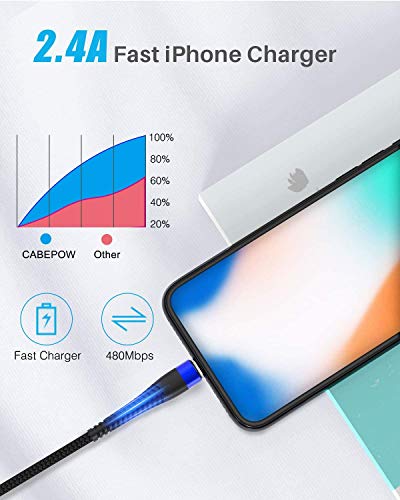 2.4A Fast iPhone Charger
100%
80%
60%
40%
20%
CABEPOW Other
Fast Charger 480Mbps